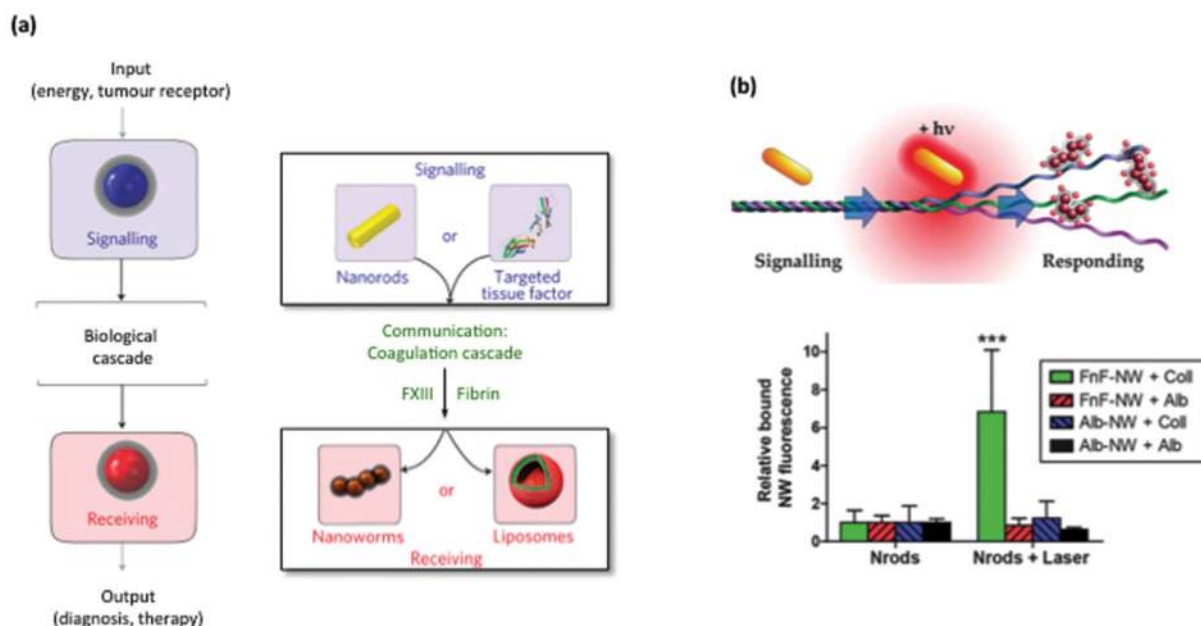 (a)
Input
(energy, tumour receptor)
Signalling
Biological
cascade
Receiving
Output
(diagnosis, therapy)
Signalling
Nanorods
or
Targeted
tissue factor
Communication:
Coagulation cascade
FXIII
Fibrin
Nanoworms
or
Liposomes
Receiving
(b)
+ hν
Signalling
Responding
Relative bound
NW fluorescence
10
8
6
4
2
0
***
Nrods
Nrods + Laser
FnF-NW + Coll
FnF-NW + Alb
Alb-NW + Coll
Alb-NW + Alb